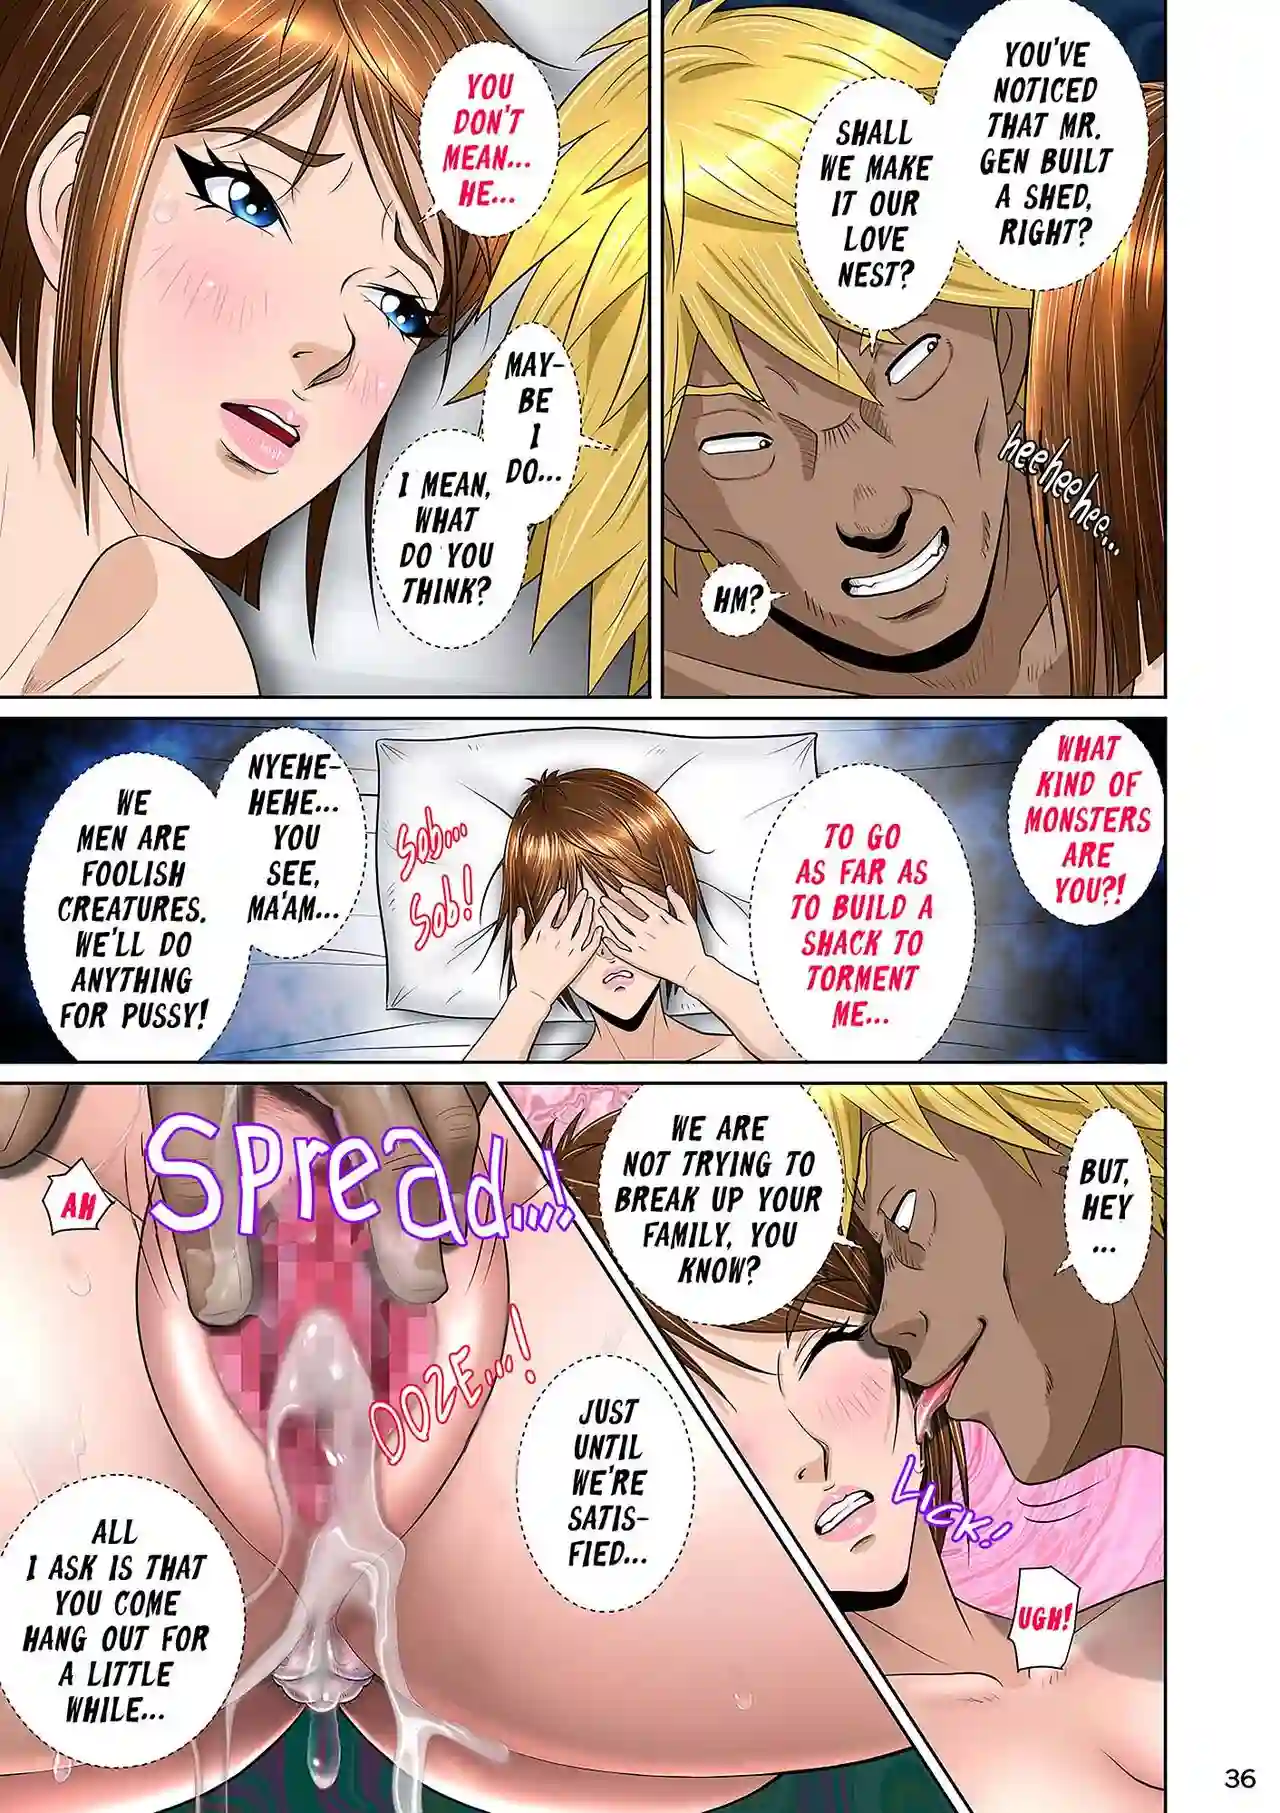 YOU'VE
NOTICED
THAT MR.
GEN BUILT
A SHED,
RIGHT?
SHALL
WE MAKE
IT OUR
LOVE
NEST?
heeheehee...
HM?
YOU
DON'T
MEAN...
HE...
MAY-
BE
I
DO...
I MEAN,
WHAT
DO YOU
THINK?
WHAT
KIND OF
MONSTERS
ARE
YOU?!
TO GO
AS FAR AS
TO BUILD A
SHACK TO
TORMENT
ME...
Sob...
Sob!
NYEHE-
HEHE...
YOU
SEE,
MA'AM...
WE
MEN ARE
FOOLISH
CREATURES.
WE'LL DO
ANYTHING
FOR PUSSY!
BUT,
HEY
...
WE ARE
NOT TRYING TO
BREAK UP YOUR
FAMILY, YOU
KNOW?
LICK!
UGH!
JUST
UNTIL
WE'RE
SATIS-
FIED...
Spread....!
AH
OOZE...!
ALL
I ASK IS THAT
YOU COME
HANG OUT FOR
A LITTLE
WHILE...
36